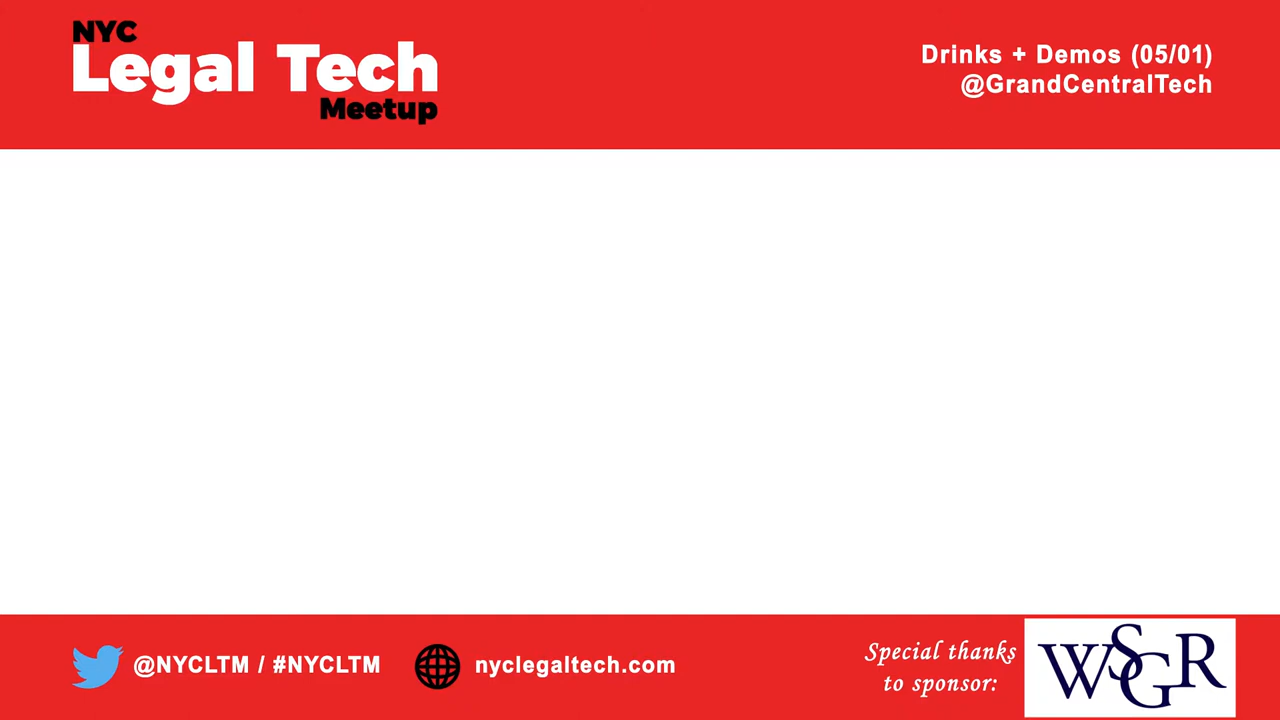 NYC
Legal Tech
Meetup
Drinks + Demos (05/01)
@GrandCentralTech
@NYCLTM / #NYCLTM
nyclegaltech.com
Special thanks
to sponsor:
WSGR